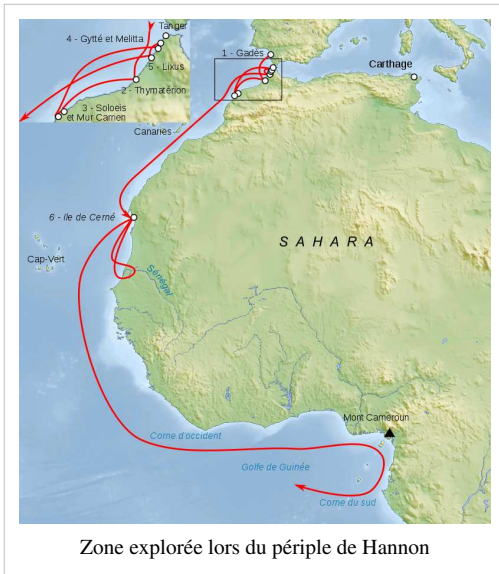 Tanger
4 - Gytté et Melitta
5 - Lixus
2 - Thymatérion
3 - Soloeis
et Mur Carrien
1 - Gadès
Carthage
Canaries
6 - Ile de Cerné
SAHARA
Cap-Vert
Sénégal
Mont Cameroun
Corne d'occident
Golfe de Guinée
Corne du sud
Zone explorée lors du périple de Hannon